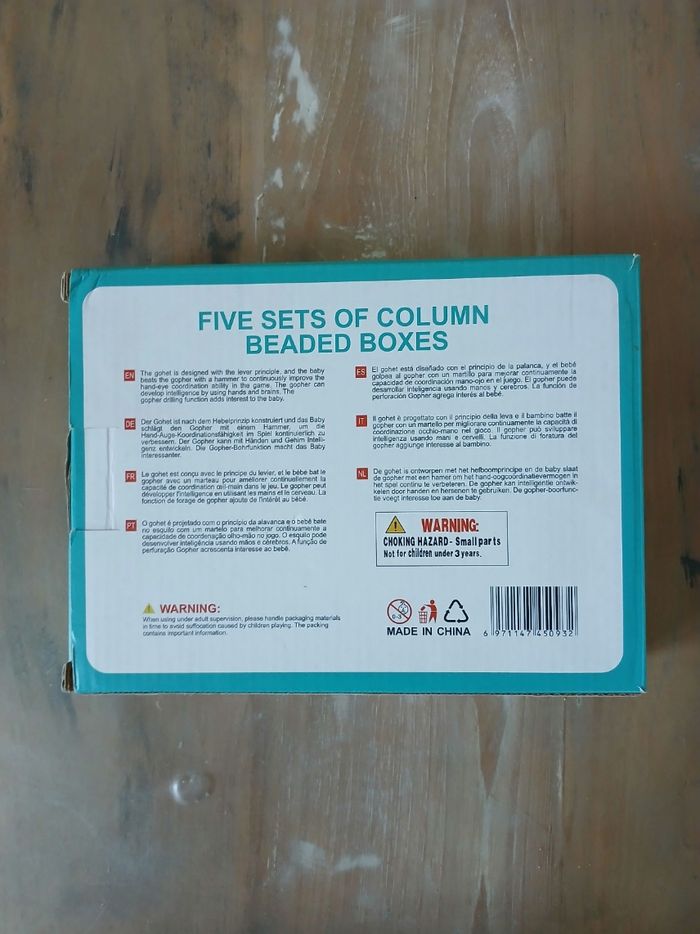 FIVE SETS OF COLUMN
BEADED BOXES
EN
The gohet is designed with the lever principle, and the baby
beats the gopher with a hammer to continuously improve the
hand-eye coordination ability in the game. The gopher can
develop intelligence by using hands and brains. The
gopher drilling function adds interest to the baby.
DE
Der Gohet ist nach dem Hebelprinzip konstruiert und das Baby
schlägt den Gopher mit einem Hammer, um die
Hand-Auge-Koordinationsfähigkeit im Spiel kontinuierlich zu
verbessern. Der Gopher kann mit Händen und Gehirn Intelli-
genz entwickeln. Die Gopher-Bohrfunktion macht das Baby
interessanter.
FR
Le gohet est conçu avec le principe du levier, et le bébé bat le
gopher avec un marteau pour améliorer continuellement la
capacité de coordination œil-main dans le jeu. Le gopher peut
développer l'intelligence en utilisant les mains et le cerveau. La
fonction de forage de gopher ajoute de l'intérêt au bébé.
PT
O gohet é projetado com o princípio da alavanca e o bebê bate
no esquilo com um martelo para melhorar continuamente a
capacidade de coordenação olho-mão no jogo. O esquilo pode
desenvolver inteligência usando mãos e cérebros. A função de
perfuração Gopher acrescenta interesse ao bebê.
ES
El gohet está diseñado con el principio de la palanca, y el bebé
golpea al gopher con un martillo para mejorar continuamente la
capacidad de coordinación mano-ojo en el juego. El gopher puede
desarrollar inteligencia usando manos y cerebros. La función de
perforación Gopher agrega interés al bebé.
IT
Il gohet è progettato con il principio della leva e il bambino batte il
gopher con un martello per migliorare continuamente la capacità di
coordinazione occhio-mano nel gioco. Il gopher può sviluppare
intelligenza usando mani e cervelli. La funzione di foratura del
gopher aggiunge interesse al bambino.
NL
De gohet is ontworpen met het hefboomprincipe en de baby slaat
de gopher met een hamer om het hand-oogcoördinatievermogen in
het spel continu te verbeteren. De gopher kan intelligentie ontwik-
kelen door handen en hersenen te gebruiken. De gopher-boorfunc-
tie voegt interesse toe aan de baby.
WARNING:
CHOKING HAZARD - Small parts
Not for children under 3 years.
WARNING:
When using under adult supervision, please handle packaging materials
in time to avoid suffocation caused by children playing. The packing
contains important information.
0-3
MADE IN CHINA
6 971147 450932